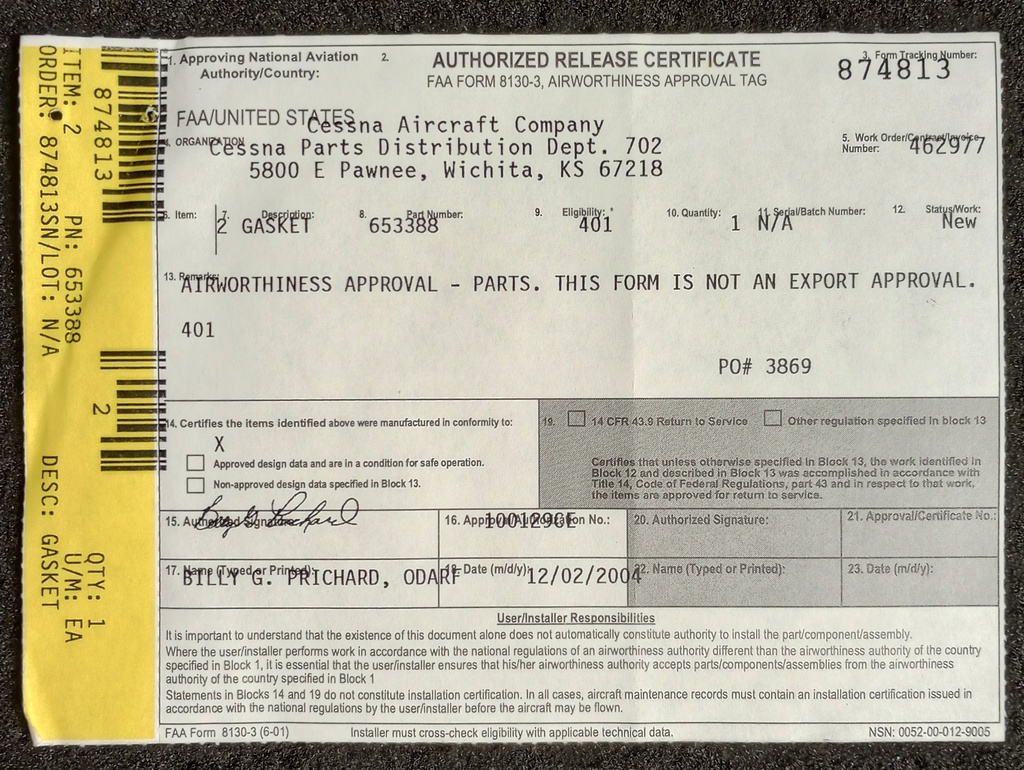 ITEM: 2 PN: 653388 QTY: 1
ORDER: 874813SN/LOT: N/A DESC: GASKET U/M: EA
874813
2
1. Approving National Aviation Authority/Country:
FAA/UNITED STATES
2. AUTHORIZED RELEASE CERTIFICATE
FAA FORM 8130-3, AIRWORTHINESS APPROVAL TAG
3. Form Tracking Number:
874813
4. ORGANIZATION
Cessna Aircraft Company
Cessna Parts Distribution Dept. 702
5800 E Pawnee, Wichita, KS 67218
5. Work Order/Contract/Invoice
Number: 462977
6. Item: 7. Description: 8. Part Number: 9. Eligibility: * 10. Quantity: 11. Serial/Batch Number: 12. Status/Work:
2 GASKET 653388 401 1 N/A New
13. Remarks:
AIRWORTHINESS APPROVAL - PARTS. THIS FORM IS NOT AN EXPORT APPROVAL.
401
PO# 3869
14. Certifies the items identified above were manufactured in conformity to:
X
Approved design data and are in a condition for safe operation.
Non-approved design data specified in Block 13.
19. 14 CFR 43.9 Return to Service Other regulation specified in block 13
Certifies that unless otherwise specified in Block 13, the work identified in
Block 12 and described in Block 13 was accomplished in accordance with
Title 14, Code of Federal Regulations, part 43 and in respect to that work,
the items are approved for return to service.
15. Authorized Signature:
16. Approval/Authorization No.:
20. Authorized Signature:
21. Approval/Certificate No.:
17. Name (Typed or Printed):
BILLY G. PRICHARD, ODARF
18. Date (m/d/y):
12/02/2004
22. Name (Typed or Printed):
23. Date (m/d/y):
User/Installer Responsibilities
It is important to understand that the existence of this document alone does not automatically constitute authority to install the part/component/assembly.
Where the user/installer performs work in accordance with the national regulations of an airworthiness authority different than the airworthiness authority of the country
specified in Block 1, it is essential that the user/installer ensures that his/her airworthiness authority accepts parts/components/assemblies from the airworthiness
authority of the country specified in Block 1
Statements in Blocks 14 and 19 do not constitute installation certification. In all cases, aircraft maintenance records must contain an installation certification issued in
accordance with the national regulations by the user/installer before the aircraft may be flown.
FAA Form 8130-3 (6-01) Installer must cross-check eligibility with applicable technical data. NSN: 0052-00-012-9005